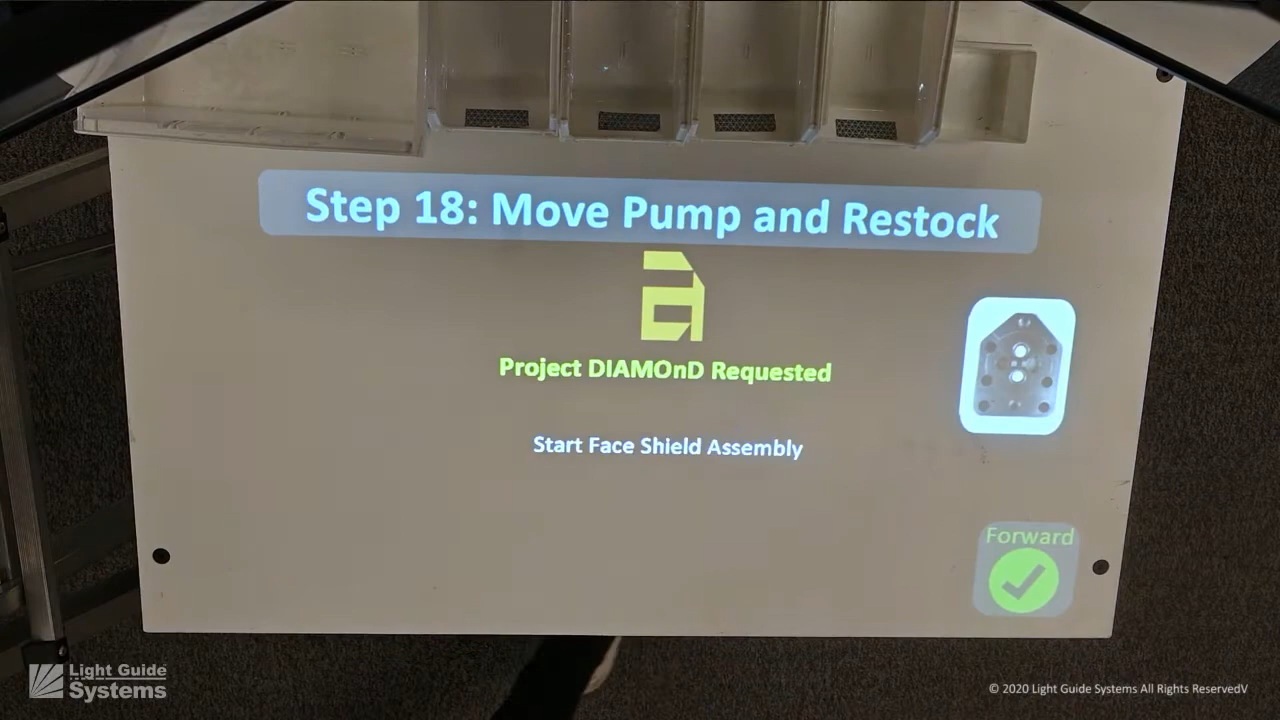 Step 18: Move Pump and Restock
Project DIAMOnD Requested
Start Face Shield Assembly
Forward
Light Guide
Systems
© 2020 Light Guide Systems All Rights ReservedV